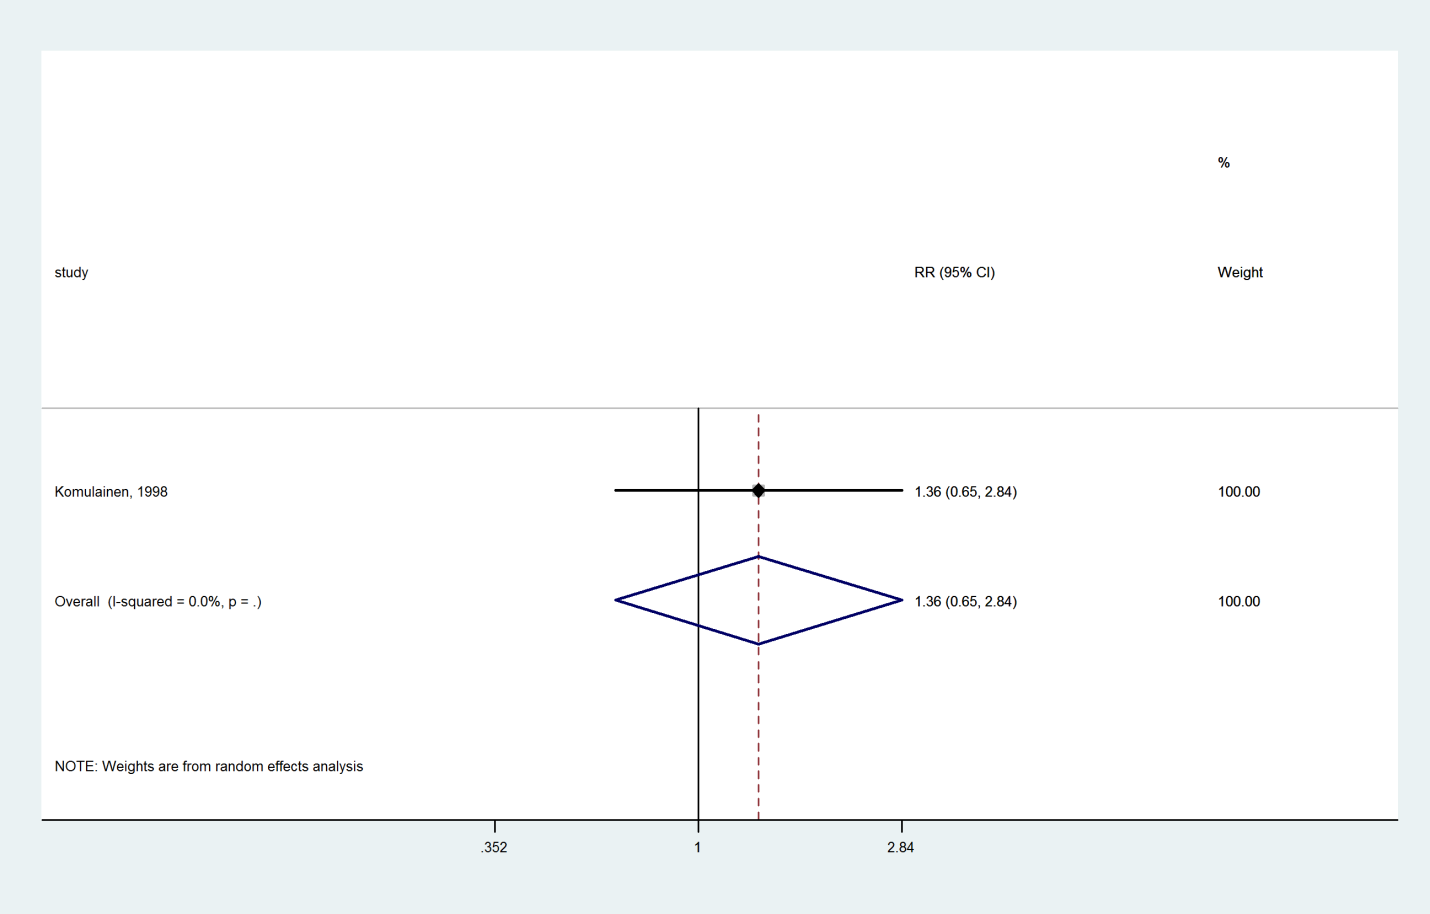 %
study RR (95% CI) Weight
Komulainen, 1998 1.36 (0.65, 2.84) 100.00
Overall  (I-squared = 0.0%, p = .) 1.36 (0.65, 2.84) 100.00
NOTE: Weights are from random effects analysis
.352 1 2.84